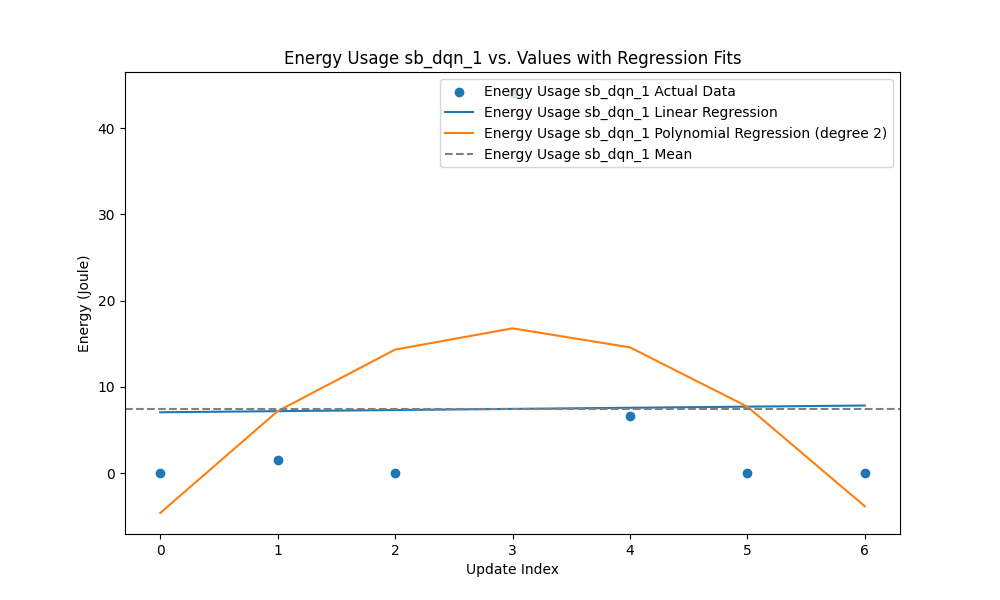 Energy Usage sb_dqn_1 vs. Values with Regression Fits
Energy Usage sb_dqn_1 Actual Data
Energy Usage sb_dqn_1 Linear Regression
Energy Usage sb_dqn_1 Polynomial Regression (degree 2)
Energy Usage sb_dqn_1 Mean
Energy (Joule)
40
30
20
10
0
0 1 2 3 4 5 6
Update Index